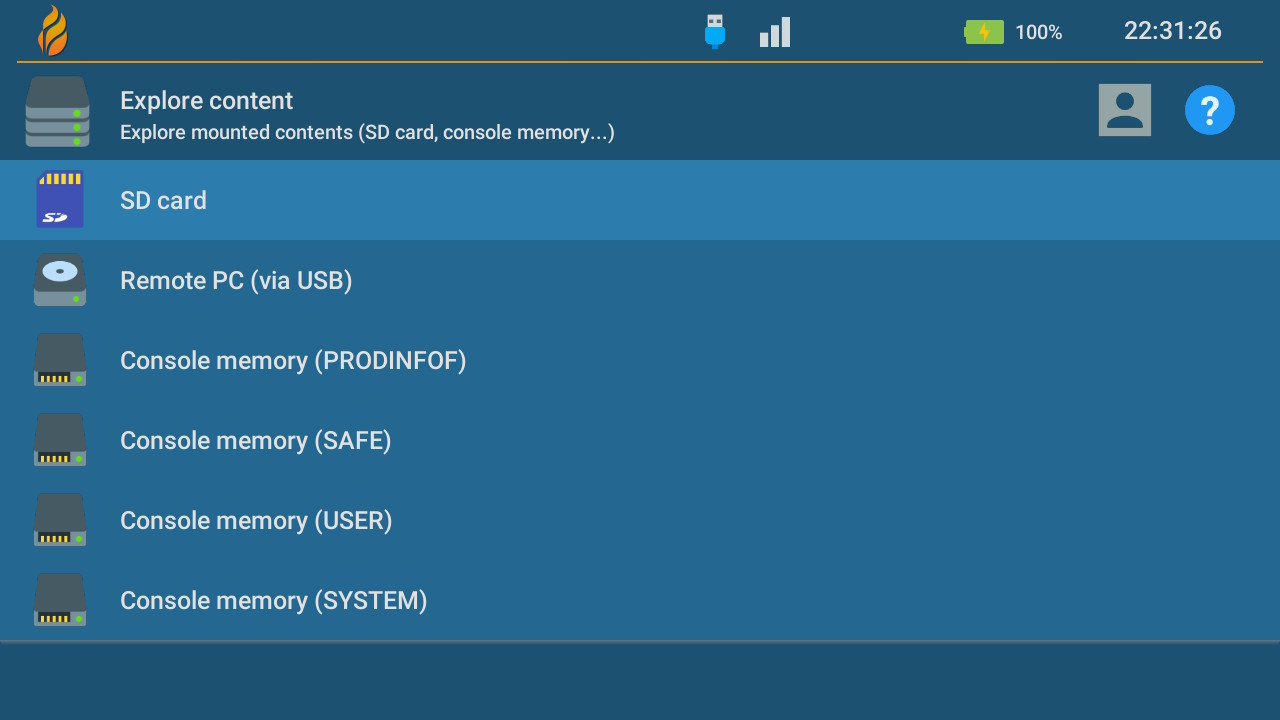 100%
22:31:26
Explore content
Explore mounted contents (SD card, console memory...)
?
SD
SD card
Remote PC (via USB)
Console memory (PRODINFOF)
Console memory (SAFE)
Console memory (USER)
Console memory (SYSTEM)